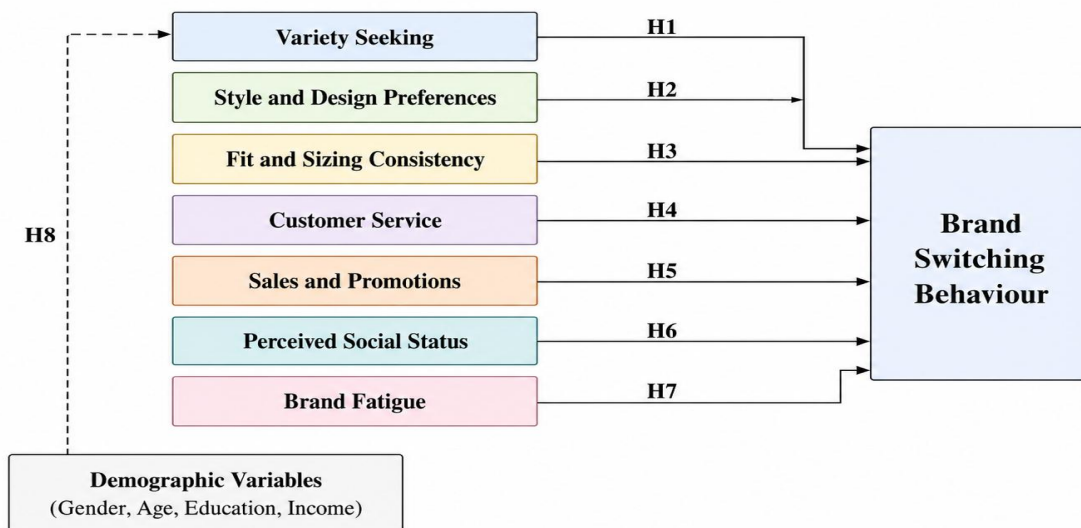 Variety Seeking
H1
Style and Design Preferences
H2
Fit and Sizing Consistency
H3
Customer Service
H4
Sales and Promotions
H5
Perceived Social Status
H6
Brand Fatigue
H7
Brand
Switching
Behaviour
H8
Demographic Variables
(Gender, Age, Education, Income)